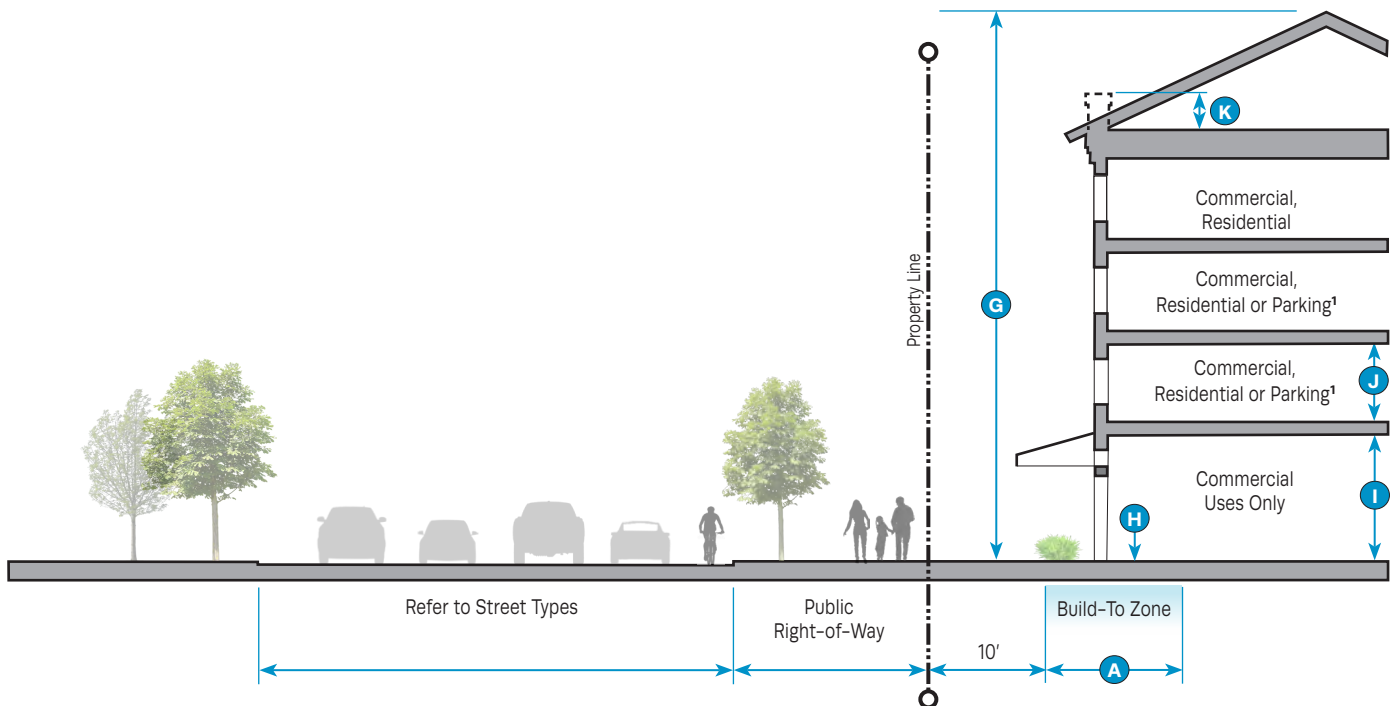 K
Commercial,
Residential
Property Line
G
Commercial,
Residential or Parking¹
J
Commercial,
Residential or Parking¹
Commercial
Uses Only
I
H
Refer to Street Types
Public
Right-of-Way
Build-To Zone
10'
A